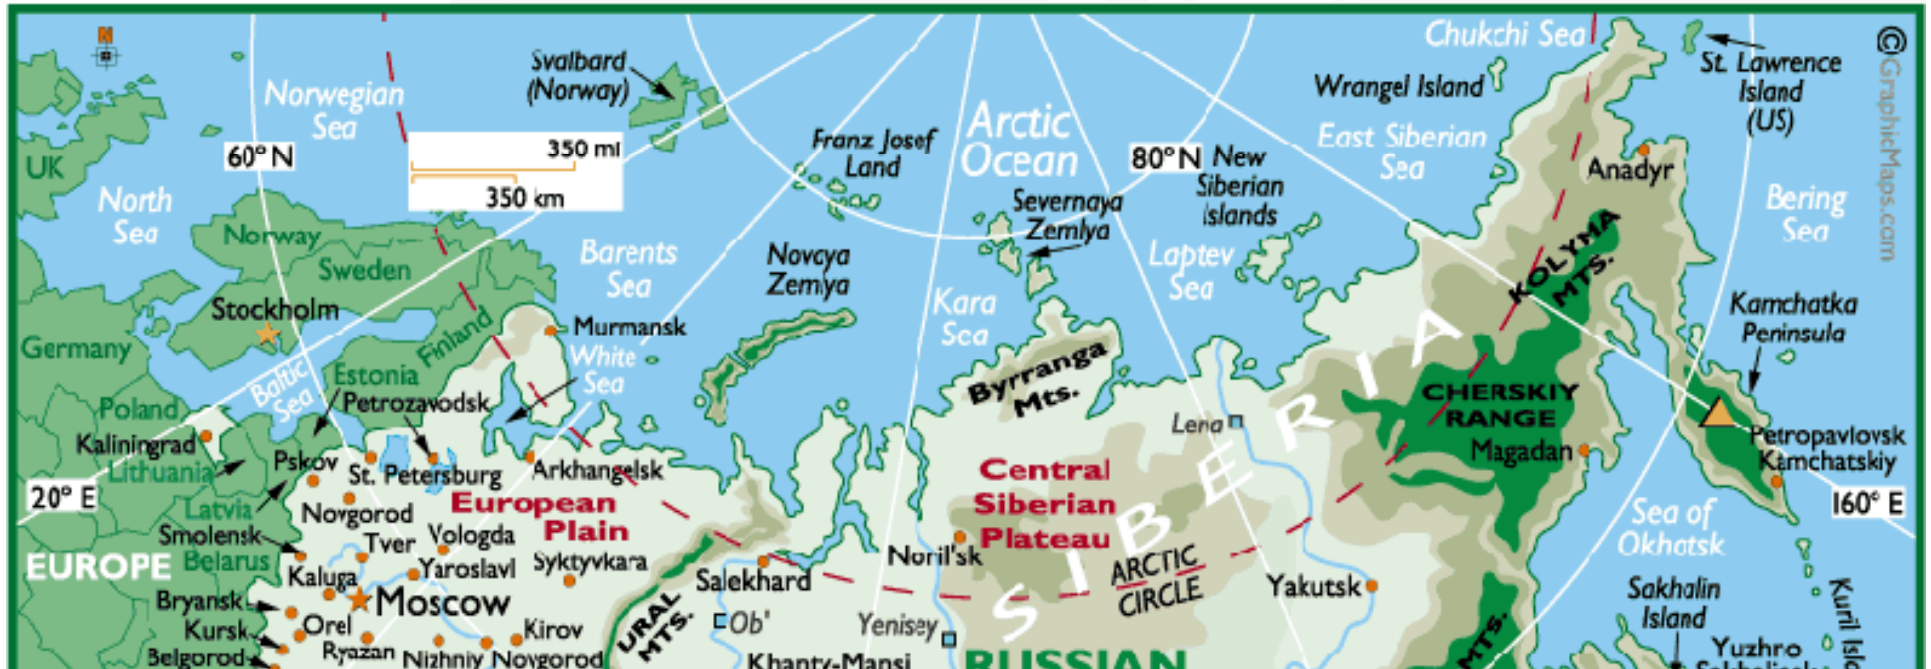 N
Chukchi Sea
©GraphicMaps.com
Svalbard
(Norway)
St. Lawrence
Island
(US)
Norwegian
Sea
Wrangel Island
Arctic
Ocean
Franz Josef
Land
East Siberian
Sea
350 mi
350 km
60° N
80° N
New
Siberian
Islands
UK
Anadyr
North
Sea
Severnaya
Zemlya
Bering
Sea
Norway
Sweden
Barents
Sea
Novaya
Zemlya
Laptev
Sea
KOLYMA
MTS.
Kara
Sea
Kamchatka
Peninsula
Stockholm
Finland
Murmansk
White
Sea
Germany
Baltic
Sea
Estonia
Petrozavodsk
Byrranga
Mts.
CHERSKIY
RANGE
Poland
Kaliningrad
Lithuania
Lena
SIBERIA
Magadan
Petropavlovsk
Kamchatskiy
Pskov
St. Petersburg
Arkhangelsk
Central
Siberian
Plateau
20° E
160° E
Latvia
Novgorod
European
Plain
Sea of
Okhotsk
Smolensk
Tver
Vologda
EUROPE
Belarus
Kaluga
Yaroslavl
Syktyvkara
Salekhard
Noril'sk
ARCTIC
CIRCLE
Yakutsk
Bryansk
Moscow
Sakhalin
Island
Kuril Isl
Kursk
Orel
Kirov
URAL
MTS.
Ob'
Yenisey
MTS.
Belgorod
Ryazan
Nizhniy Novgorod
Khanty-Mansi
RUSSIAN
Yuzhro